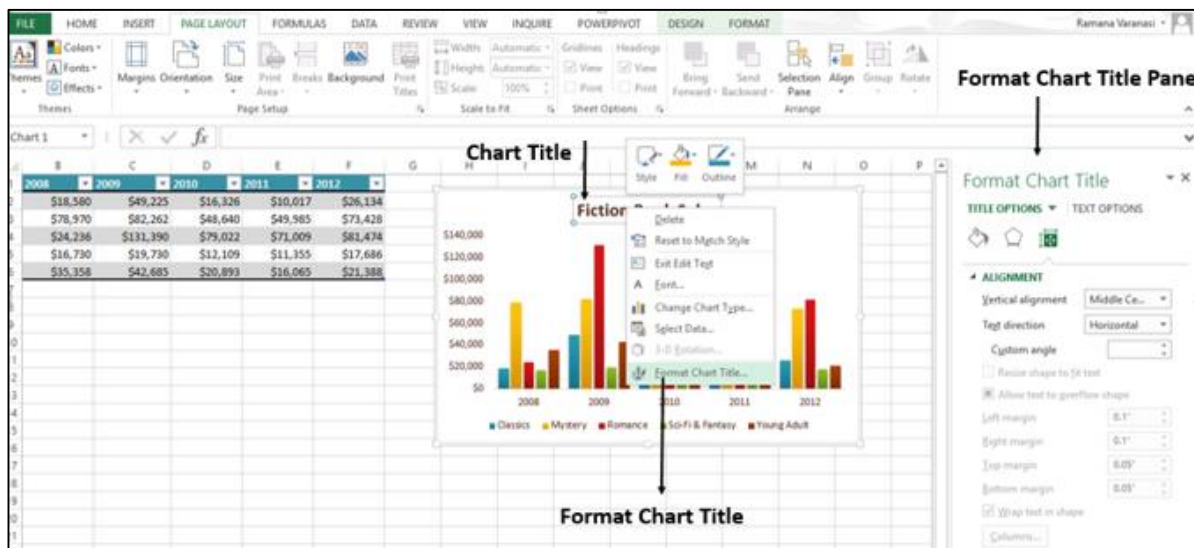 FILE HOME INSERT PAGE LAYOUT FORMULAS DATA REVIEW VIEW INQUIRE POWERPIVOT DESIGN FORMAT Ramana Varanasi
Colors
Fonts
Effects
Themes
Margins Orientation Size Print Area Breaks Background Print Titles
Page Setup
Width Automatic
Height Automatic
Scale 100%
Scale to Fit
Gridlines Headings
View View
Print Print
Sheet Options
Bring Forward Send Backward Selection Pane Align Group Rotate
Arrange
Format Chart Title Pane
Chart 1 fx
Chart Title
Style Fill Outline
B C D E F G H M N O P
2008 2009 2010 2011 2012
$18,580 $49,225 $16,326 $10,017 $26,134
$78,970 $82,262 $48,640 $49,985 $73,428
$24,236 $131,390 $79,022 $71,009 $81,474
$16,730 $19,730 $12,109 $11,355 $17,686
$35,358 $42,685 $20,893 $16,065 $21,388
Fiction
$140,000
$120,000
$100,000
$80,000
$60,000
$40,000
$20,000
$0
2008 2009 2010 2011 2012
Classics Mystery Romance Sci-Fi & Fantasy Young Adult
Delete
Reset to Match Style
Exit Edit Text
Font...
Change Chart Type...
Select Data...
3-D Rotation...
Format Chart Title...
Format Chart Title
Format Chart Title
TITLE OPTIONS TEXT OPTIONS
ALIGNMENT
Vertical alignment Middle Ce...
Text direction Horizontal
Custom angle
Resize shape to fit text
Allow text to overflow shape
Left margin 0.1"
Right margin 0.1"
Top margin 0.05"
Bottom margin 0.05"
Wrap text in shape
Columns...